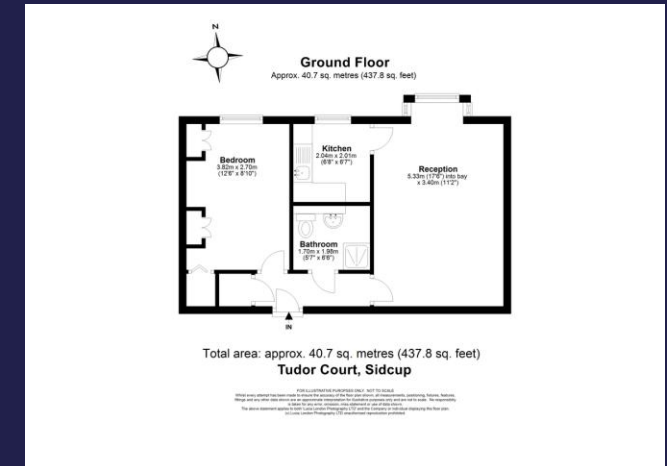 N
Ground Floor
Approx. 40.7 sq. metres (437.8 sq. feet)
Bedroom
3.82m x 2.70m
(12'6" x 8'10")
Kitchen
2.04m x 2.01m
(6'8" x 6'7")
Reception
5.33m (17'6") into bay
x 3.40m (11'2")
Bathroom
1.70m x 1.98m
(5'7" x 6'6")
IN
Total area: approx. 40.7 sq. metres (437.8 sq. feet)
Tudor Court, Sidcup
FOR ILLUSTRATIVE PURPOSES ONLY - NOT TO SCALE